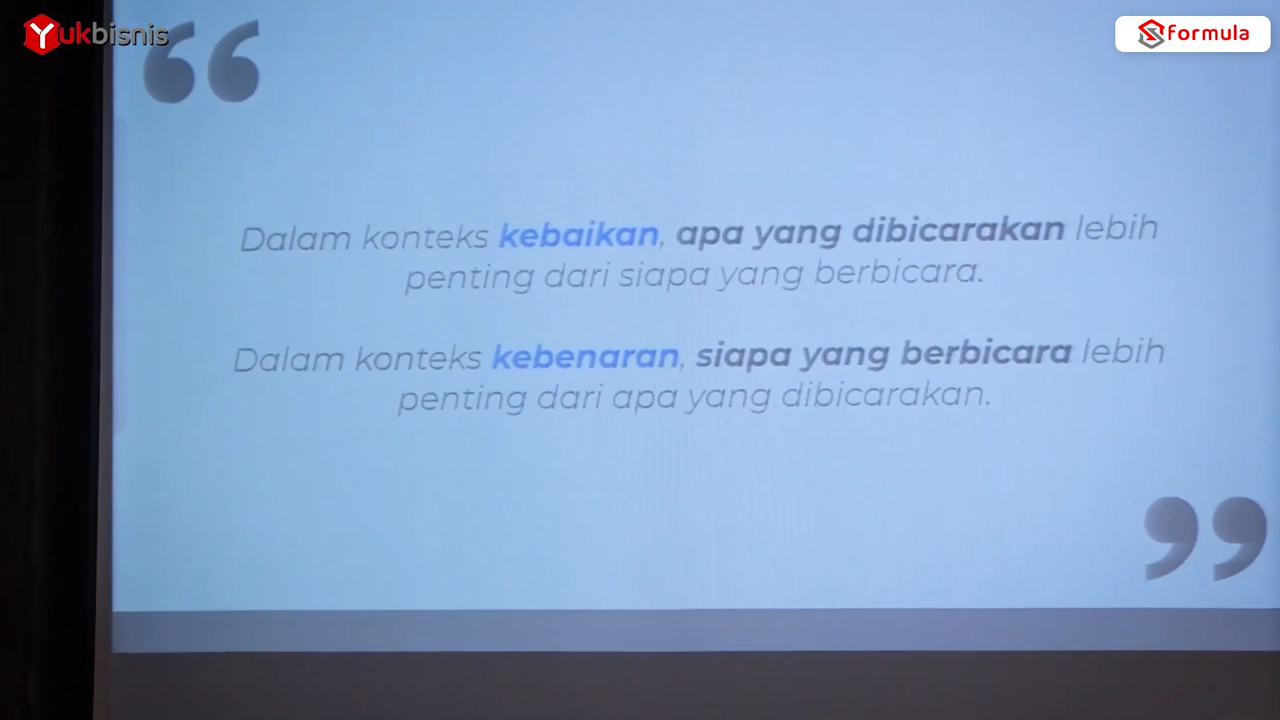 Yukbisnis
formula
“
Dalam konteks kebaikan, apa yang dibicarakan lebih
penting dari siapa yang berbicara.
Dalam konteks kebenaran, siapa yang berbicara lebih
penting dari apa yang dibicarakan.
”